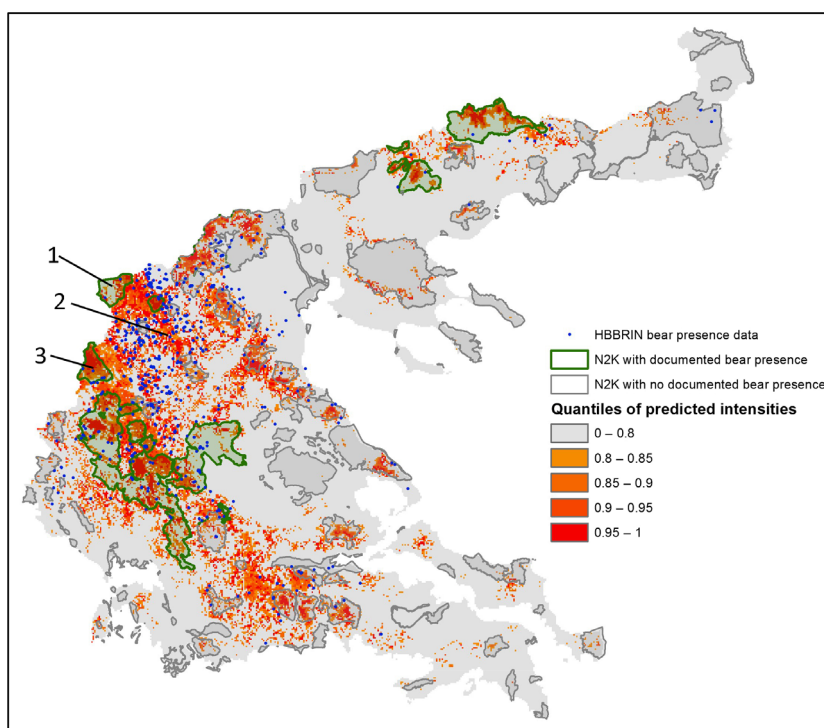 1
2
3
HBBRIN bear presence data
N2K with documented bear presence
N2K with no documented bear presence
Quantiles of predicted intensities
0 – 0.8
0.8 – 0.85
0.85 – 0.9
0.9 – 0.95
0.95 – 1